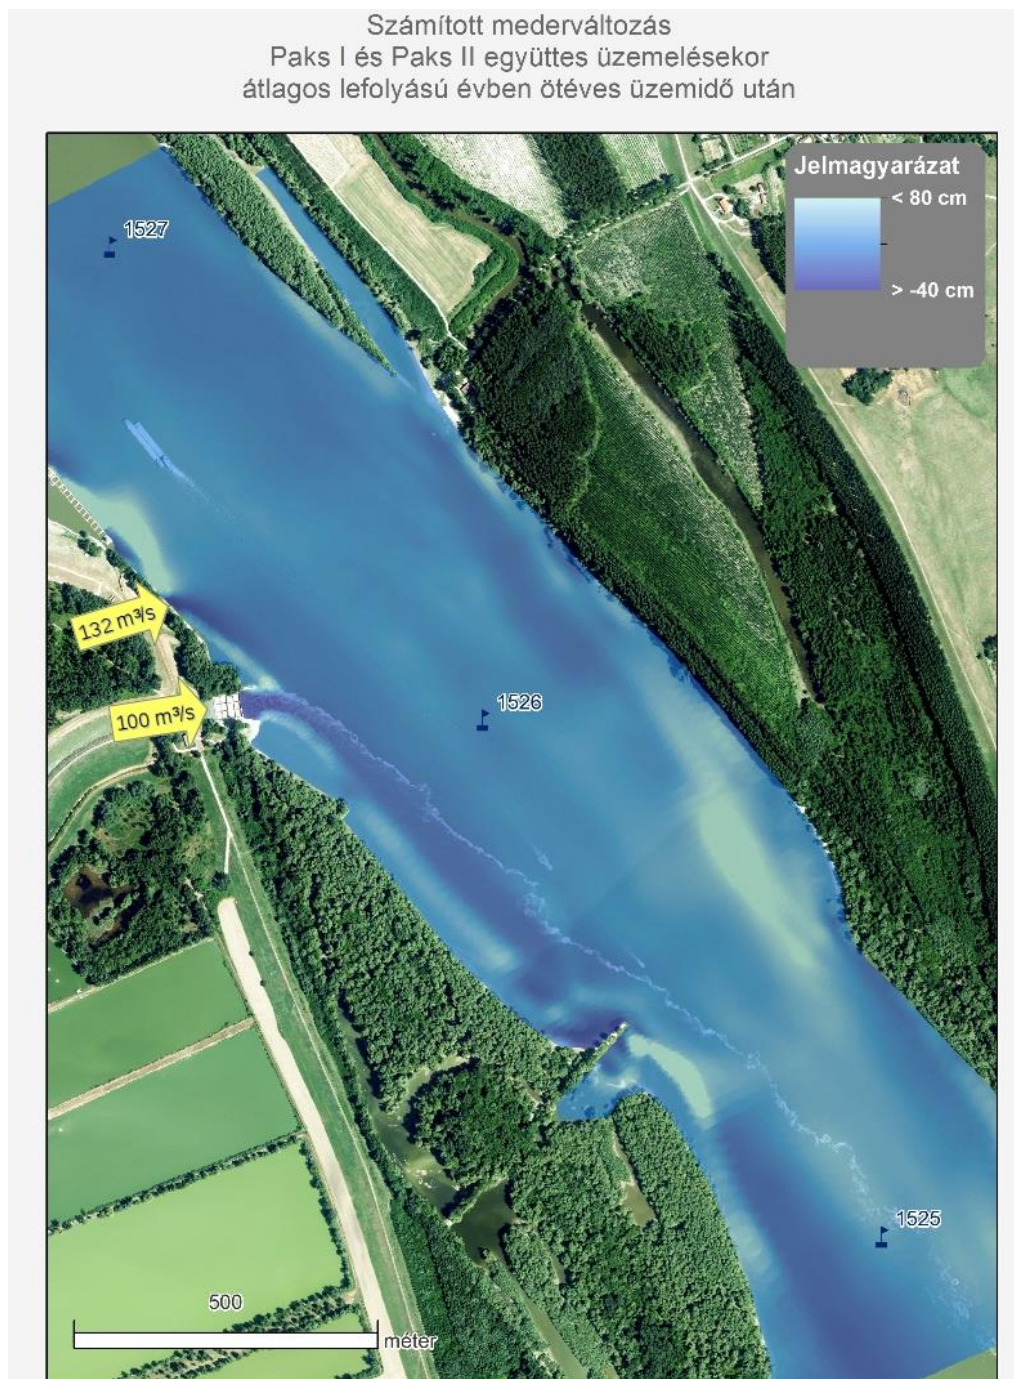 Számított mederváltozás
Paks I és Paks II együttes üzemelésekor
átlagos lefolyású évben ötéves üzemidő után
Jelmagyarázat
< 80 cm
> -40 cm
1527
132 m³/s
100 m³/s
1526
1525
500
méter